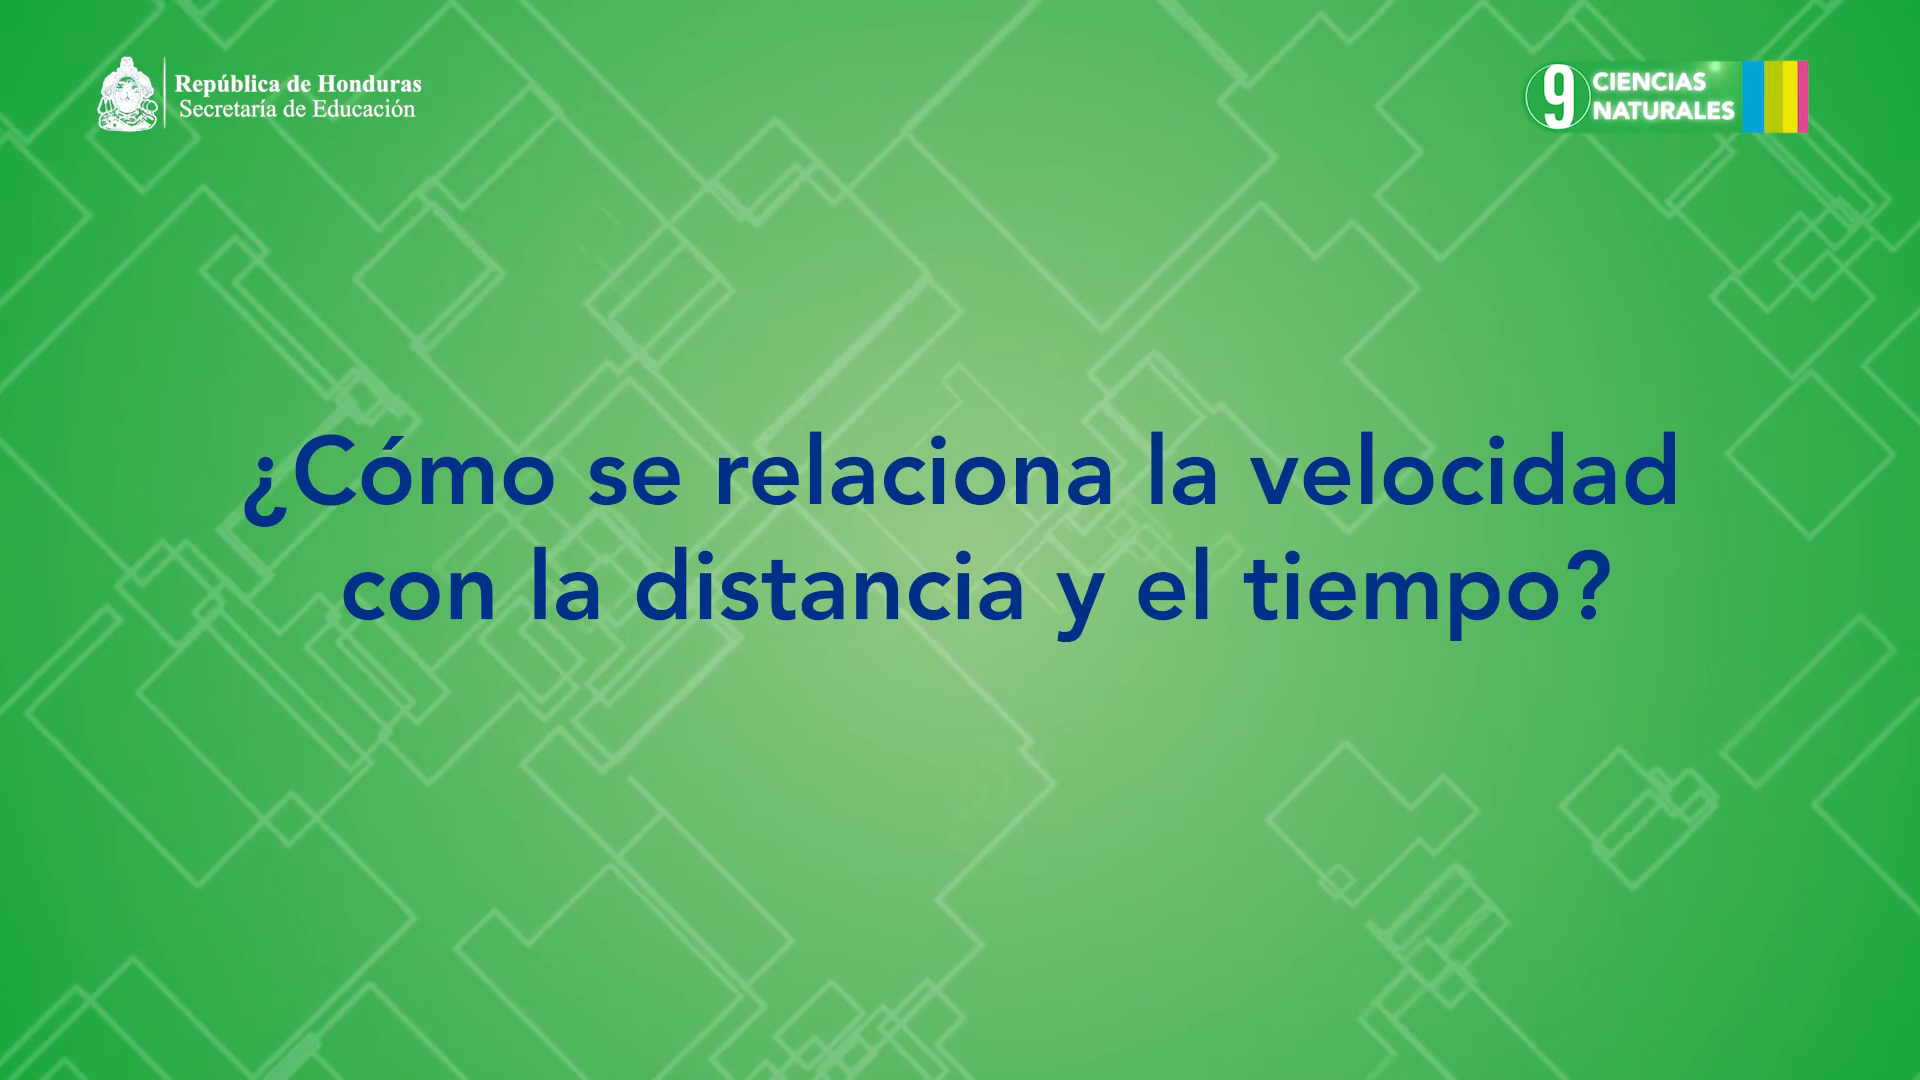 República de Honduras
Secretaría de Educación
9 CIENCIAS
NATURALES
¿Cómo se relaciona la velocidad
con la distancia y el tiempo?